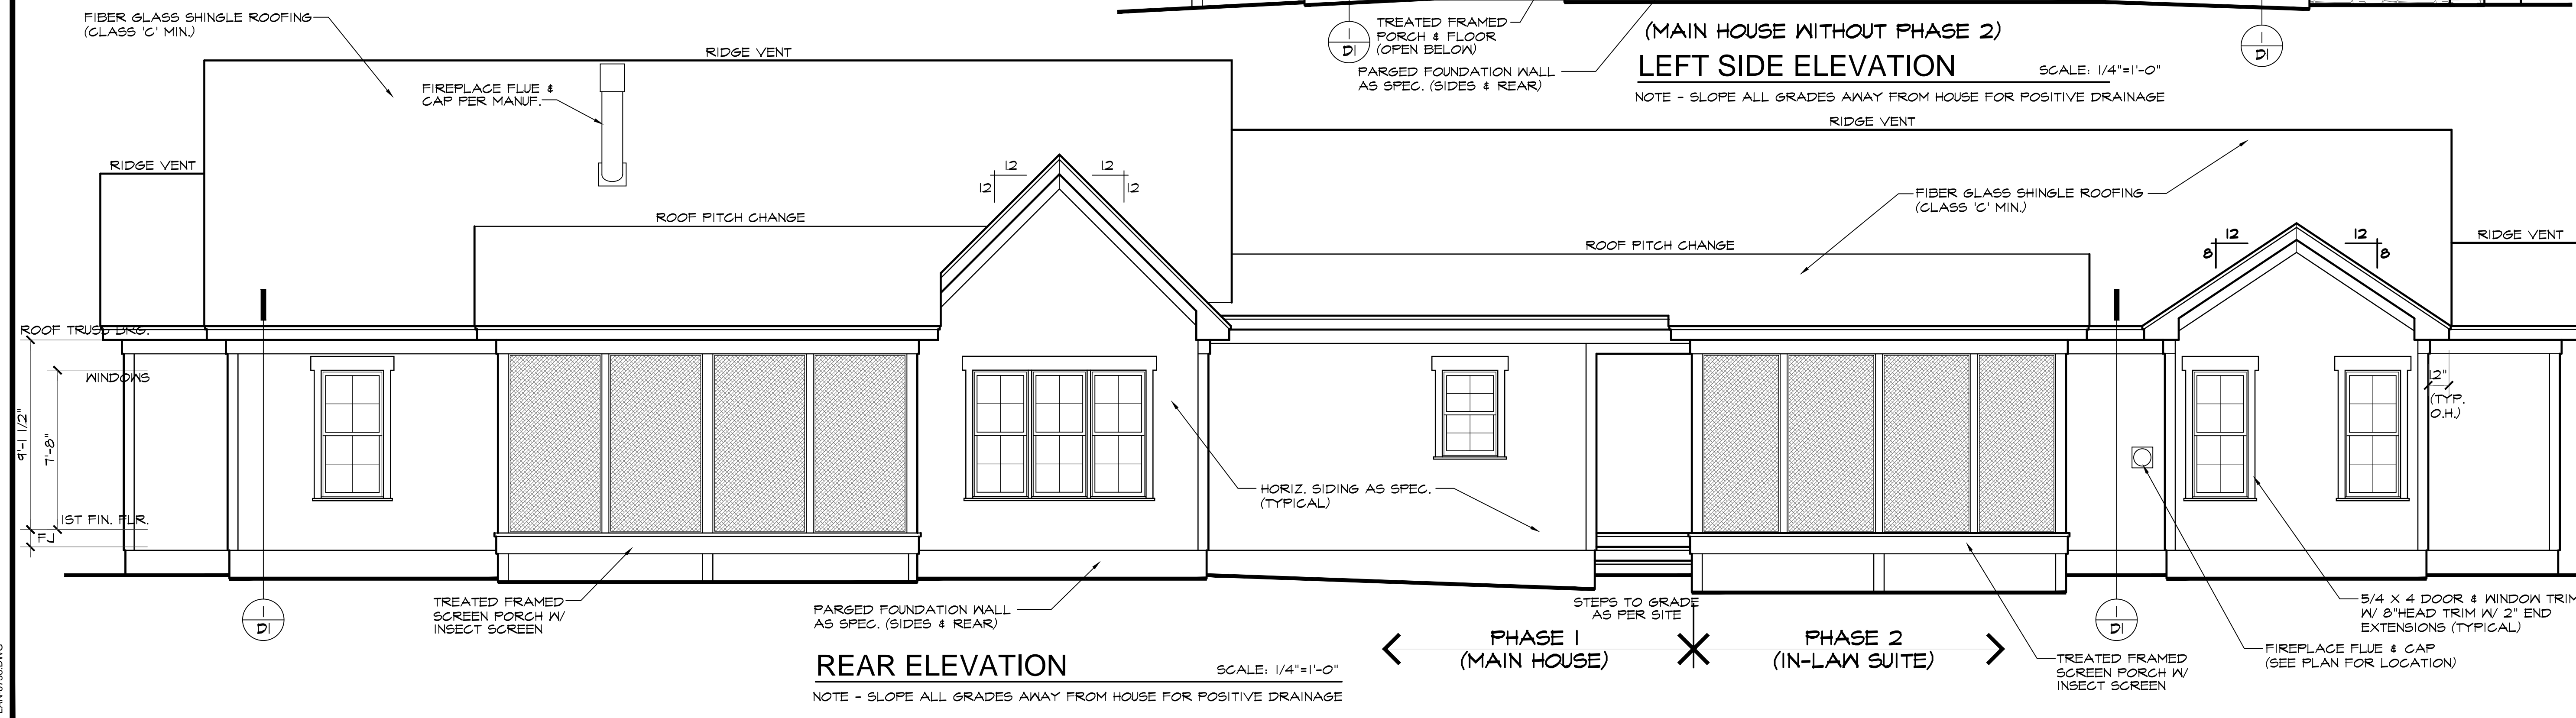 FIBER GLASS SHINGLE ROOFING
(CLASS 'C' MIN.)
RIDGE VENT
FIREPLACE FLUE &
CAP PER MANUF.
RIDGE VENT
ROOF PITCH CHANGE
12
12
12
12
TREATED FRAMED
PORCH & FLOOR
(OPEN BELOW)
1
D1
PARGED FOUNDATION WALL
AS SPEC. (SIDES & REAR)
(MAIN HOUSE WITHOUT PHASE 2)
LEFT SIDE ELEVATION
SCALE: 1/4"=1'-0"
NOTE - SLOPE ALL GRADES AWAY FROM HOUSE FOR POSITIVE DRAINAGE
1
D1
RIDGE VENT
FIBER GLASS SHINGLE ROOFING
(CLASS 'C' MIN.)
ROOF PITCH CHANGE
12
8
12
8
RIDGE VENT
ROOF TRUSS BRG.
WINDOWS
9'-1 1/2"
7'-8"
1ST FIN. FLR.
FJ
12"
(TYP.
O.H.)
HORIZ. SIDING AS SPEC.
(TYPICAL)
1
D1
TREATED FRAMED
SCREEN PORCH W/
INSECT SCREEN
PARGED FOUNDATION WALL
AS SPEC. (SIDES & REAR)
STEPS TO GRADE
AS PER SITE
PHASE 1
(MAIN HOUSE)
PHASE 2
(IN-LAW SUITE)
1
D1
TREATED FRAMED
SCREEN PORCH W/
INSECT SCREEN
5/4 X 4 DOOR & WINDOW TRIM
W/ 8"HEAD TRIM W/ 2" END
EXTENSIONS (TYPICAL)
FIREPLACE FLUE & CAP
(SEE PLAN FOR LOCATION)
REAR ELEVATION
SCALE: 1/4"=1'-0"
NOTE - SLOPE ALL GRADES AWAY FROM HOUSE FOR POSITIVE DRAINAGE